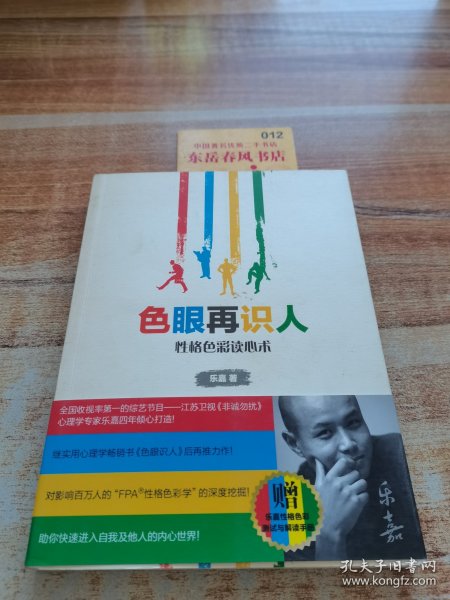 012
中国著名连锁二手书店
东岳春风书店
色眼再识人
性格色彩读心术
乐嘉 著
全国收视率第一的综艺节目——江苏卫视《非诚勿扰》
心理学专家乐嘉四年倾心打造!
继实用心理学畅销书《色眼识人》后再推力作!
对影响百万人的“FPA®性格色彩学”的深度挖掘!
助你快速进入自我及他人的内心世界!
赠
乐嘉性格色彩
测试与解读手册
乐嘉
孔夫子旧书网
www.kongfz.com